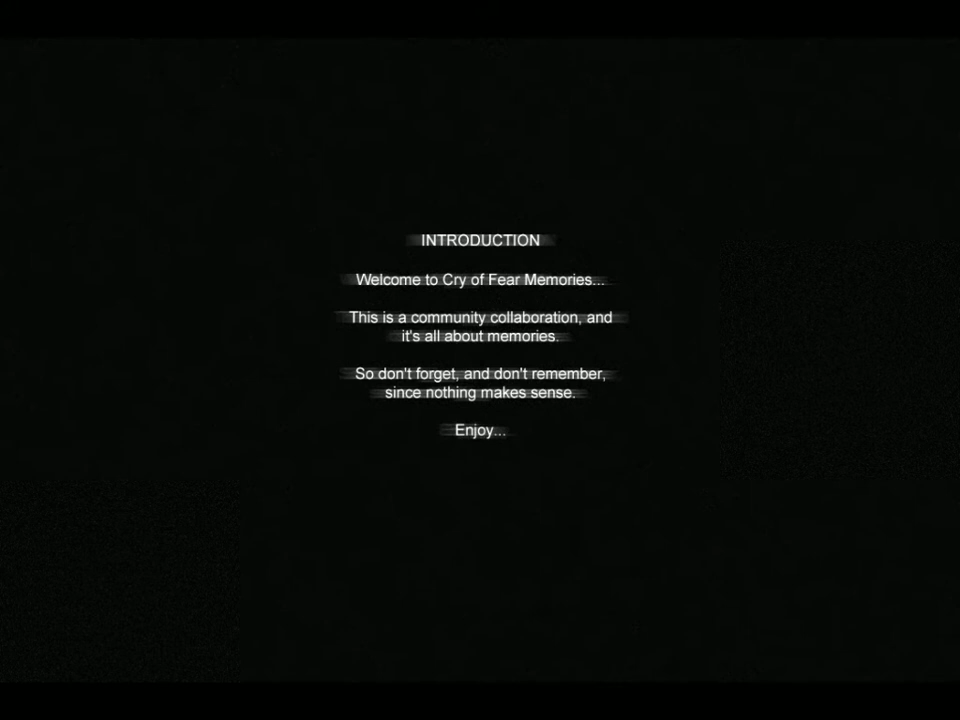 INTRODUCTION
Welcome to Cry of Fear Memories...
This is a community collaboration, and
it's all about memories.
So don't forget, and don't remember,
since nothing makes sense.
Enjoy...